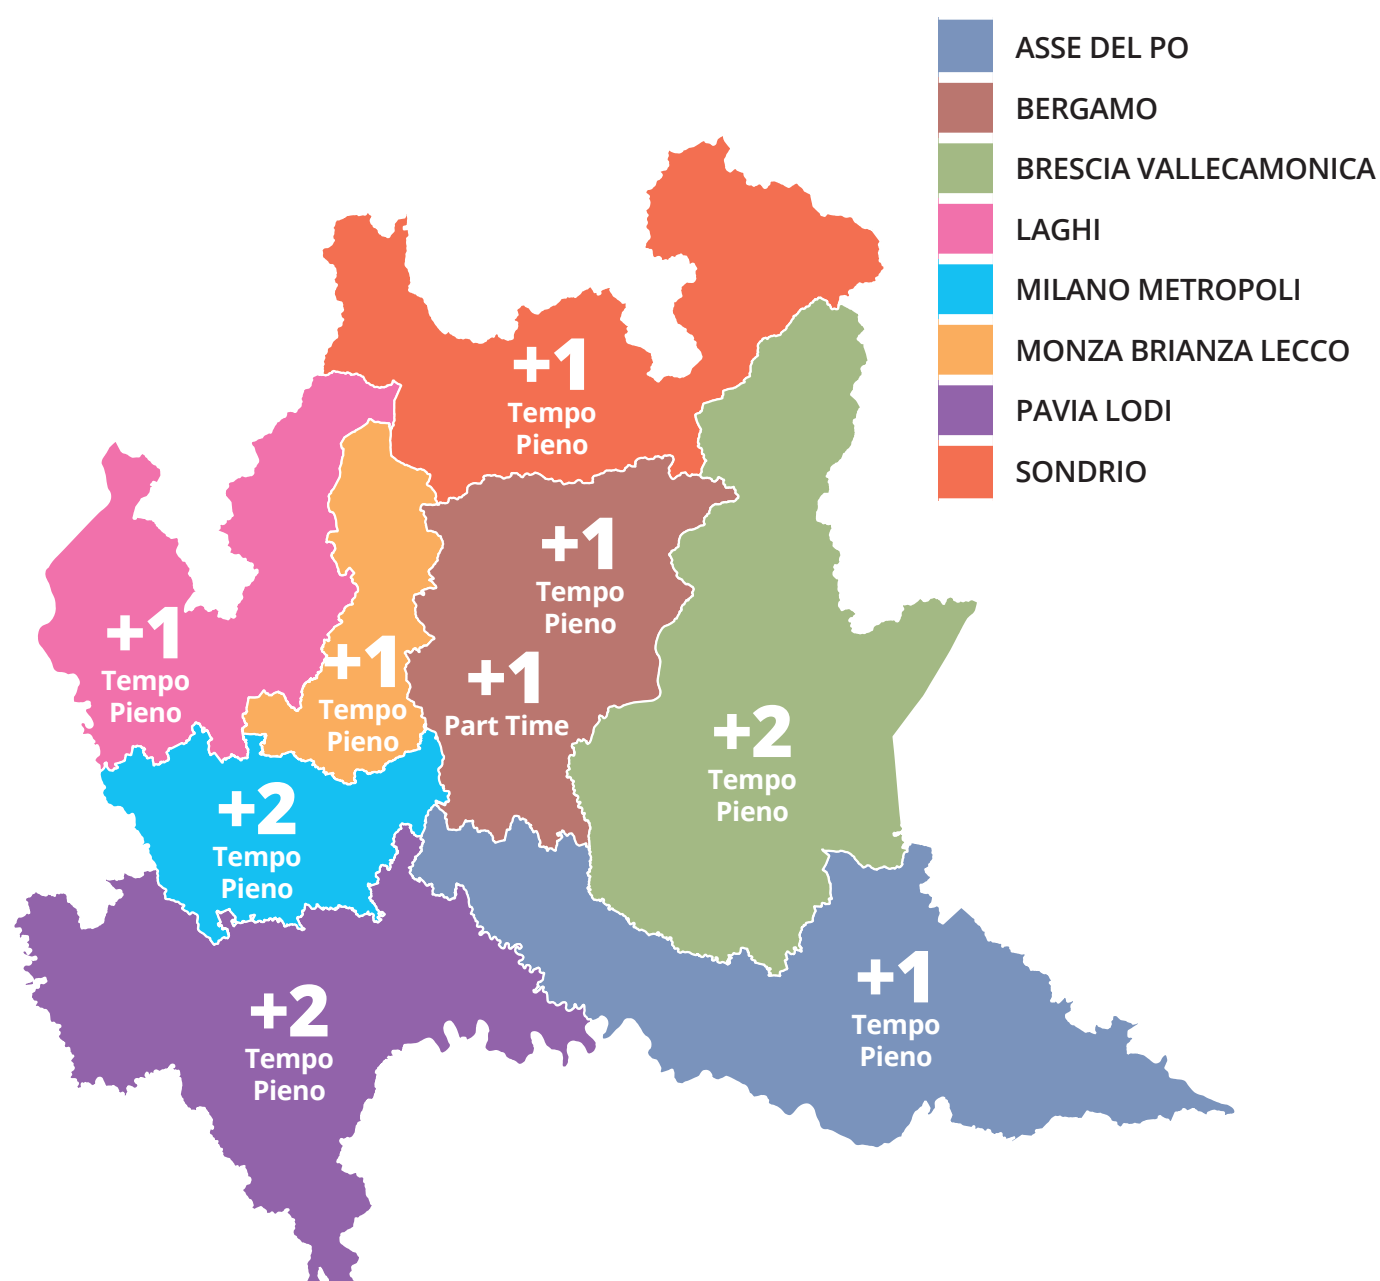 ASSE DEL PO
BERGAMO
BRESCIA VALLECAMONICA
LAGHI
MILANO METROPOLI
MONZA BRIANZA LECCO
PAVIA LODI
SONDRIO
+1
Tempo
Pieno
+1
Tempo
Pieno
+1
Part Time
+1
Tempo
Pieno
+1
Tempo
Pieno
+2
Tempo
Pieno
+2
Tempo
Pieno
+1
Tempo
Pieno
+2
Tempo
Pieno